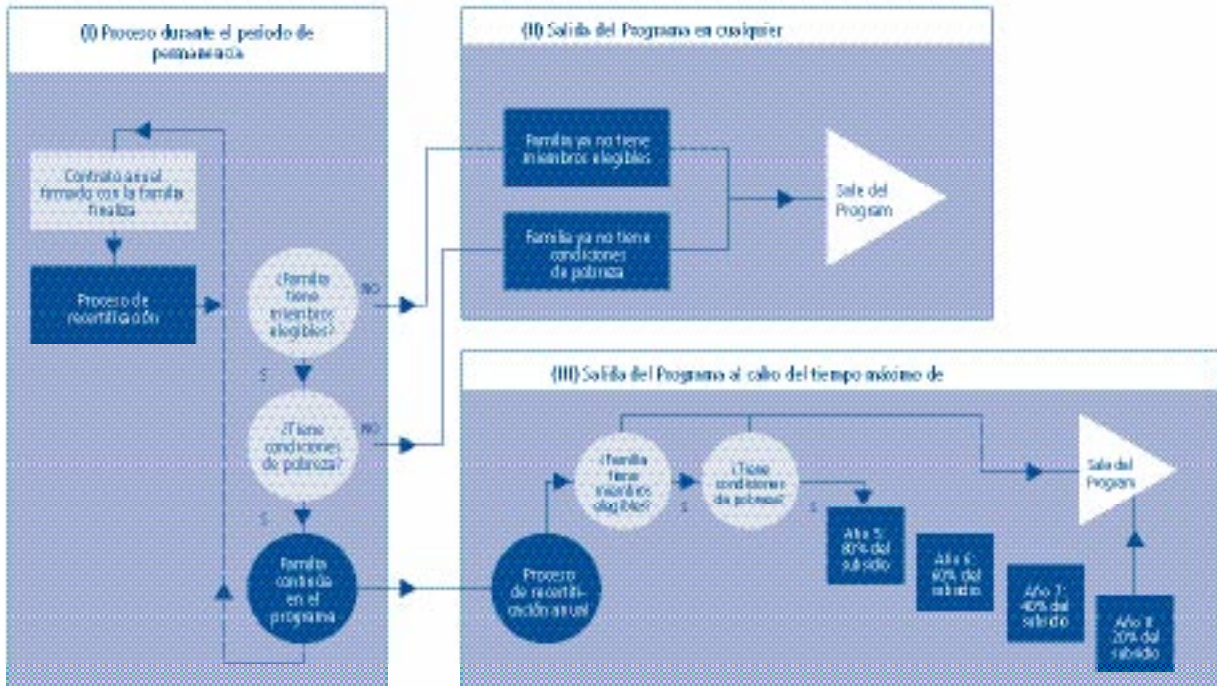 (I) Proceso durante el período de
permanencia
Contrato anual
firmado con la familia
finaliza
Proceso de
recertificación
¿Familia
tiene
miembros
elegibles?
NO
S
¿Tiene
condiciones
de pobreza?
NO
S
Familia
continúa
en el
programa
(II) Salida del Programa en cualquier
Familia ya no tiene
miembros elegibles
Familia ya no tiene
condiciones
de pobreza
Sale del
Program
(III) Salida del Programa al cabo del tiempo máximo de
Proceso
de recertifi-
cación anual
¿Familia
tiene
miembros
elegibles?
S
¿Tiene
condiciones
de pobreza?
S
Año 5:
80% del
subsidio
Año 6:
60% del
subsidio
Año 7:
40% del
subsidio
Año 8:
20% del
subsidio
Sale del
Program